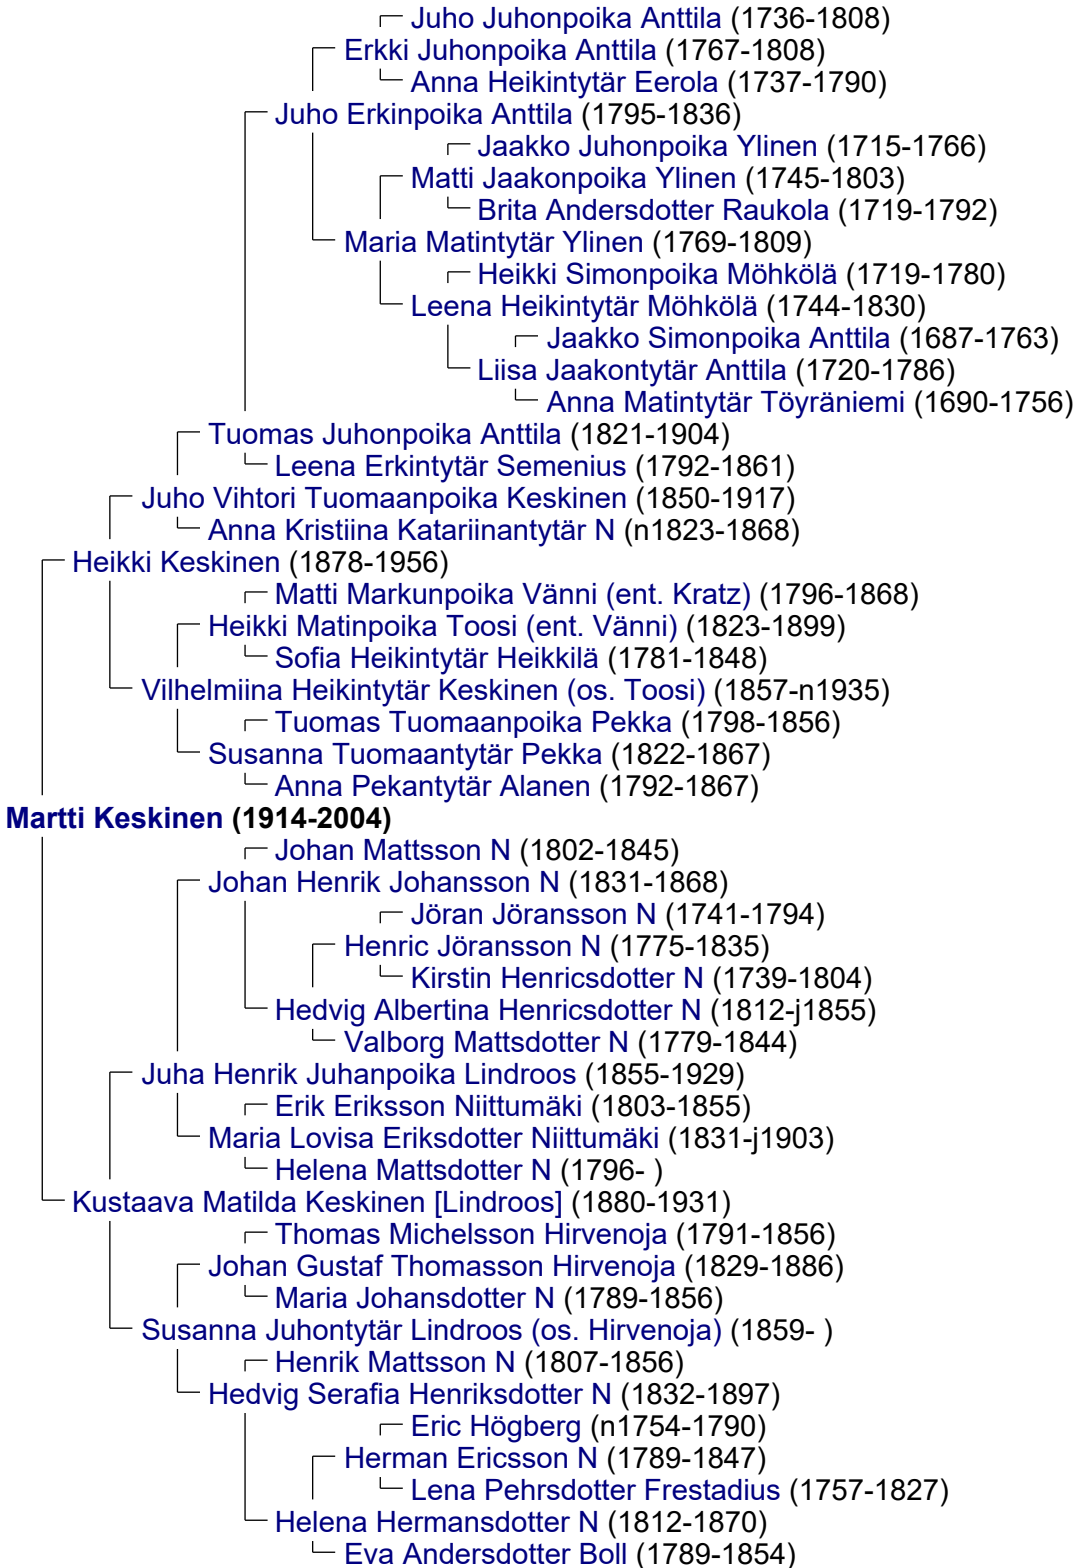 Juho Juhonpoika Anttila (1736-1808)
Erkki Juhonpoika Anttila (1767-1808)
Anna Heikintytär Eerola (1737-1790)
Juho Erkinpoika Anttila (1795-1836)
Jaakko Juhonpoika Ylinen (1715-1766)
Matti Jaakonpoika Ylinen (1745-1803)
Brita Andersdotter Raukola (1719-1792)
Maria Matintytär Ylinen (1769-1809)
Heikki Simonpoika Möhkölä (1719-1780)
Leena Heikintytär Möhkölä (1744-1830)
Jaakko Simonpoika Anttila (1687-1763)
Liisa Jaakontytär Anttila (1720-1786)
Anna Matintytär Töyräniemi (1690-1756)
Tuomas Juhonpoika Anttila (1821-1904)
Leena Erkintytär Semenius (1792-1861)
Juho Vihtori Tuomaanpoika Keskinen (1850-1917)
Anna Kristiina Katariinantytär N (n1823-1868)
Heikki Keskinen (1878-1956)
Matti Markunpoika Vänni (ent. Kratz) (1796-1868)
Heikki Matinpoika Toosi (ent. Vänni) (1823-1899)
Sofia Heikintytär Heikkilä (1781-1848)
Vilhelmiina Heikintytär Keskinen (os. Toosi) (1857-n1935)
Tuomas Tuomaanpoika Pekka (1798-1856)
Susanna Tuomaantytär Pekka (1822-1867)
Anna Pekantytär Alanen (1792-1867)
Martti Keskinen (1914-2004)
Johan Mattsson N (1802-1845)
Johan Henrik Johansson N (1831-1868)
Jöran Jöransson N (1741-1794)
Henric Jöransson N (1775-1835)
Kirstin Henricsdotter N (1739-1804)
Hedvig Albertina Henricsdotter N (1812-j1855)
Valborg Mattsdotter N (1779-1844)
Juha Henrik Juhanpoika Lindroos (1855-1929)
Erik Eriksson Niittumäki (1803-1855)
Maria Lovisa Eriksdotter Niittumäki (1831-j1903)
Helena Mattsdotter N (1796- )
Kustaava Matilda Keskinen [Lindroos] (1880-1931)
Thomas Michelsson Hirvenoja (1791-1856)
Johan Gustaf Thomasson Hirvenoja (1829-1886)
Maria Johansdotter N (1789-1856)
Susanna Juhontytär Lindroos (os. Hirvenoja) (1859- )
Henrik Mattsson N (1807-1856)
Hedvig Serafia Henriksdotter N (1832-1897)
Eric Högberg (n1754-1790)
Herman Ericsson N (1789-1847)
Lena Pehrsdotter Frestadius (1757-1827)
Helena Hermansdotter N (1812-1870)
Eva Andersdotter Boll (1789-1854)